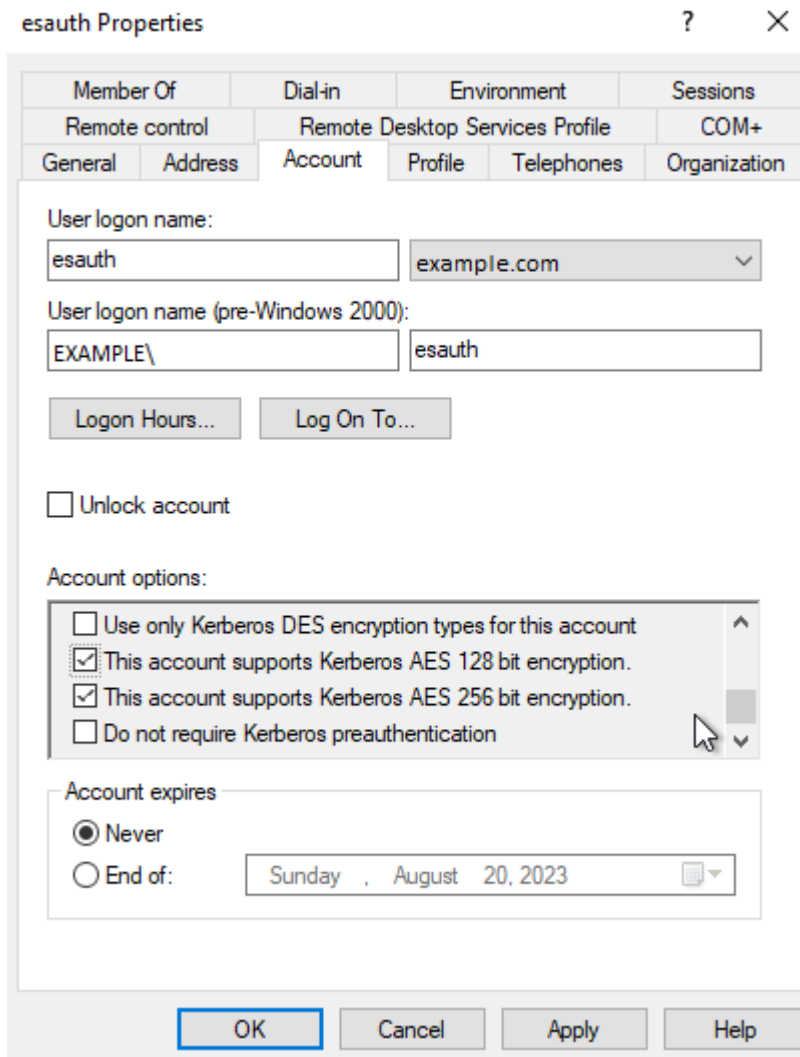 esauth Properties ?
Member Of Dial-in Environment Sessions
Remote control Remote Desktop Services Profile COM+
General Address Account Profile Telephones Organization
User logon name:
esauth example.com
User logon name (pre-Windows 2000):
EXAMPLE\ esauth
Logon Hours... Log On To...
Unlock account
Account options:
Use only Kerberos DES encryption types for this account
This account supports Kerberos AES 128 bit encryption.
This account supports Kerberos AES 256 bit encryption.
Do not require Kerberos preauthentication
Account expires
Never
End of: Sunday , August 20, 2023
OK Cancel Apply Help